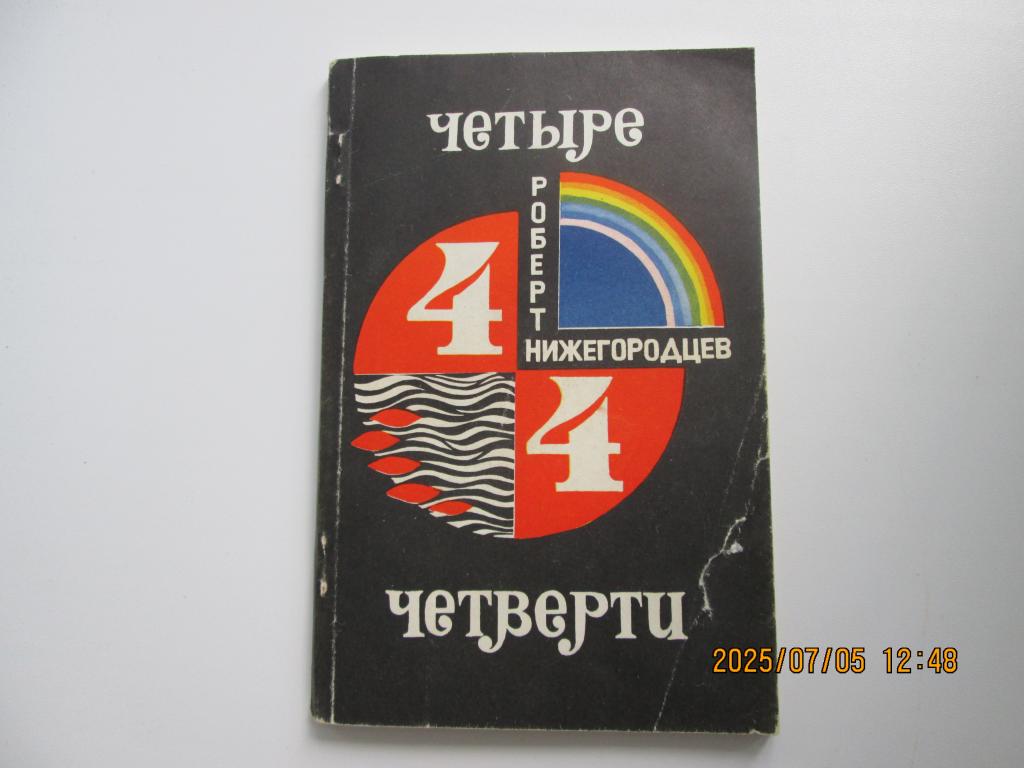 ЧЕТЫРЕ
РОБЕРТ
4
НИЖЕГОРОДЦЕВ
4
ЧЕТВЕРТИ
2025/07/05 12:48